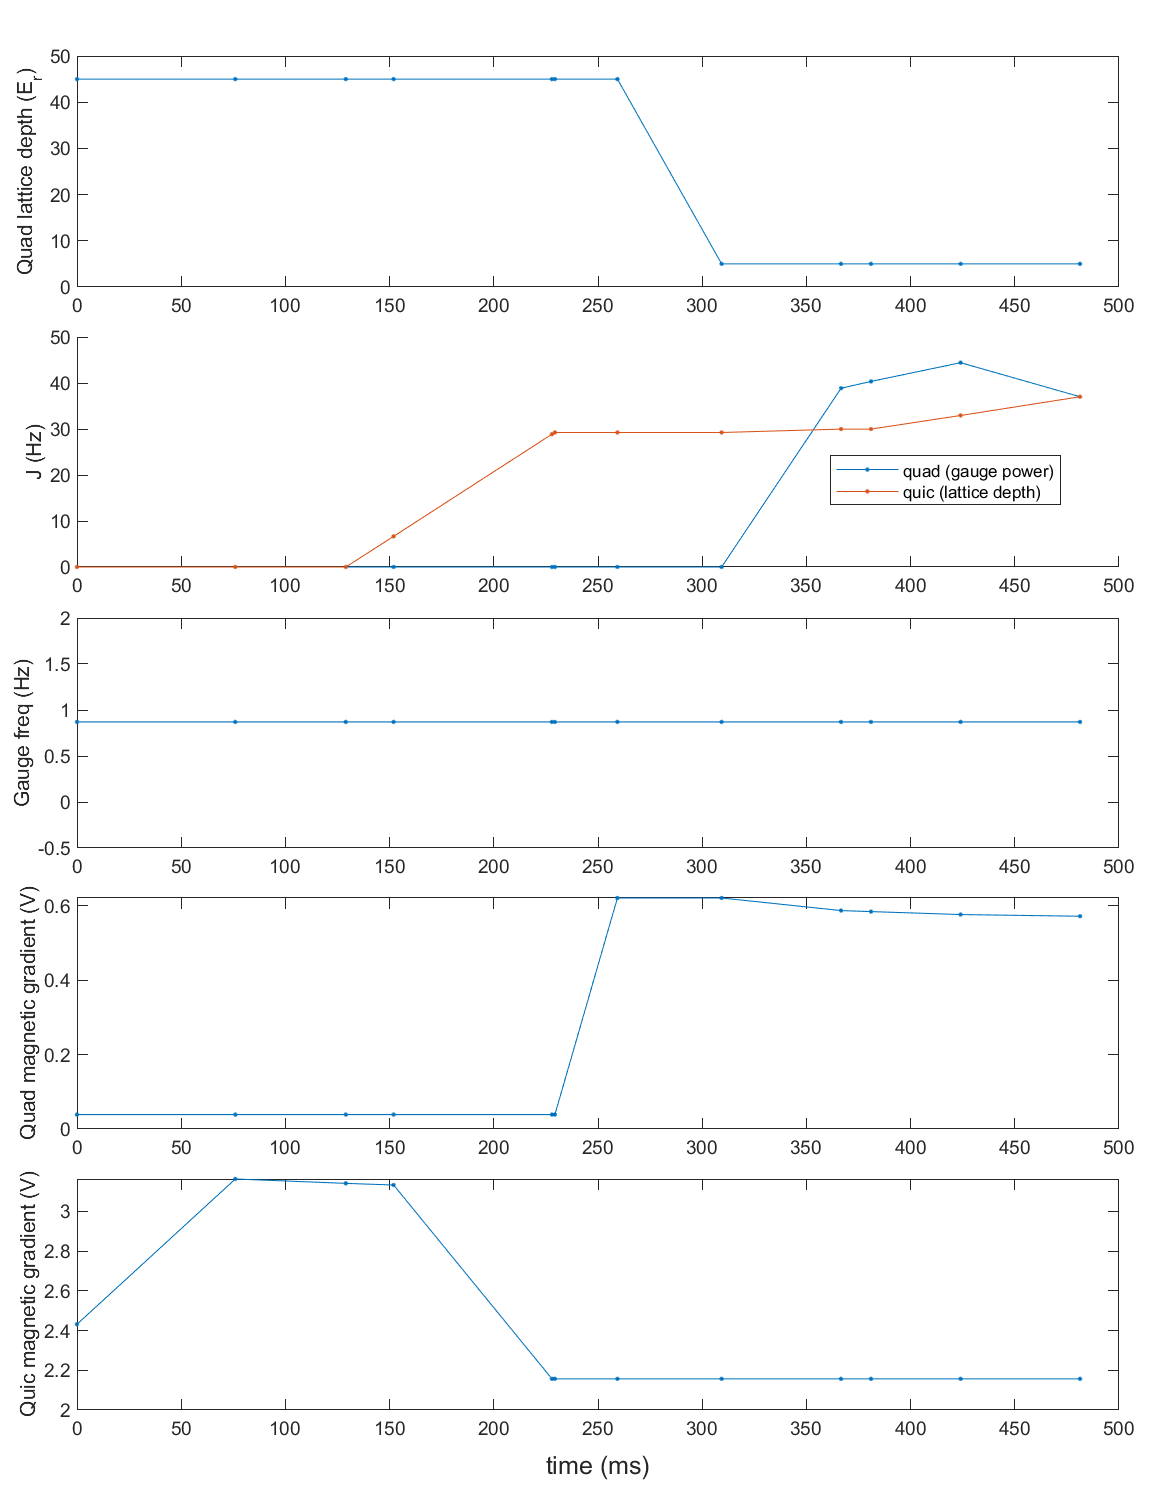 50
40
30
20
10
0
Quad lattice depth (E_r)
0 50 100 150 200 250 300 350 400 450 500
50
40
30
20
10
0
J (Hz)
quad (gauge power)
quic (lattice depth)
0 50 100 150 200 250 300 350 400 450 500
2
1.5
1
0.5
0
-0.5
Gauge freq (Hz)
0 50 100 150 200 250 300 350 400 450 500
0.6
0.4
0.2
0
Quad magnetic gradient (V)
0 50 100 150 200 250 300 350 400 450 500
3
2.8
2.6
2.4
2.2
2
Quic magnetic gradient (V)
0 50 100 150 200 250 300 350 400 450 500
time (ms)